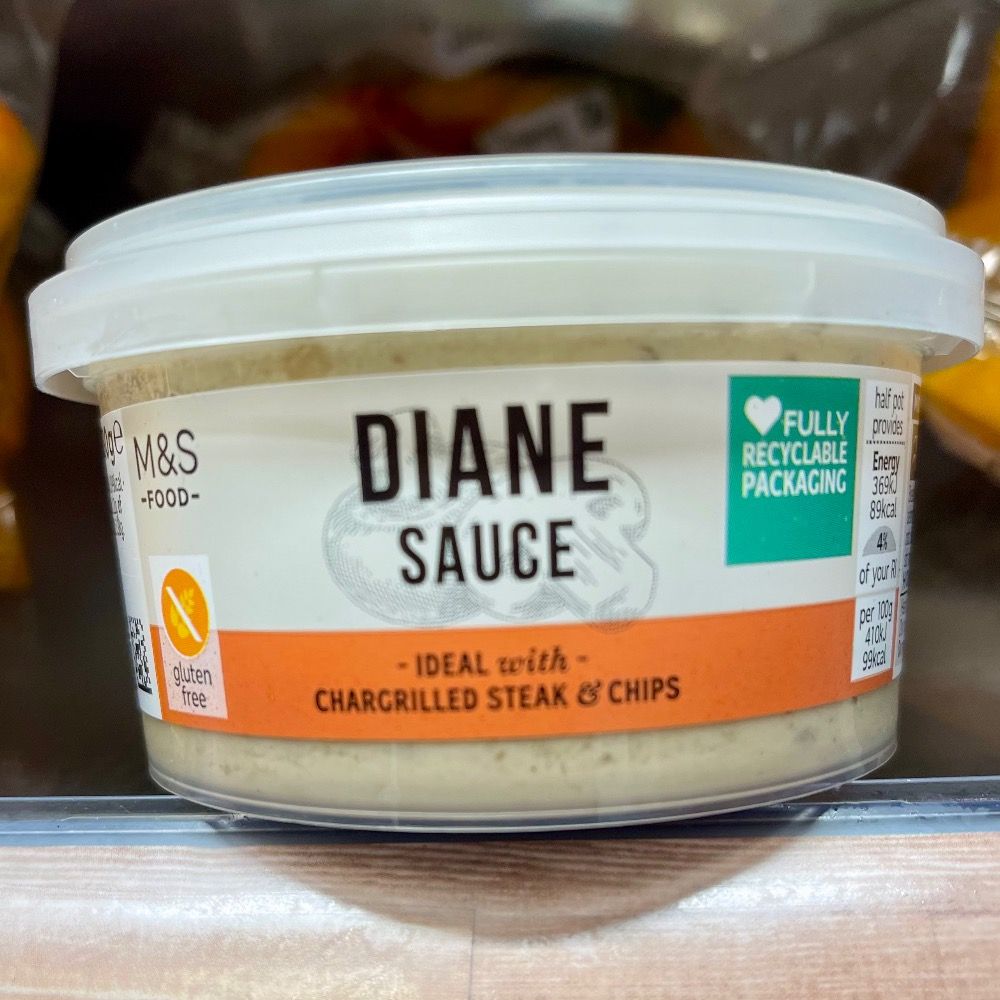 M&S
-FOOD-
gluten
free
DIANE
SAUCE
- IDEAL with -
CHARGRILLED STEAK & CHIPS
FULLY
RECYCLABLE
PACKAGING
half pot
provides
Energy
369kJ
89kcal
4%
of your RI
per 100g
410kJ
99kcal